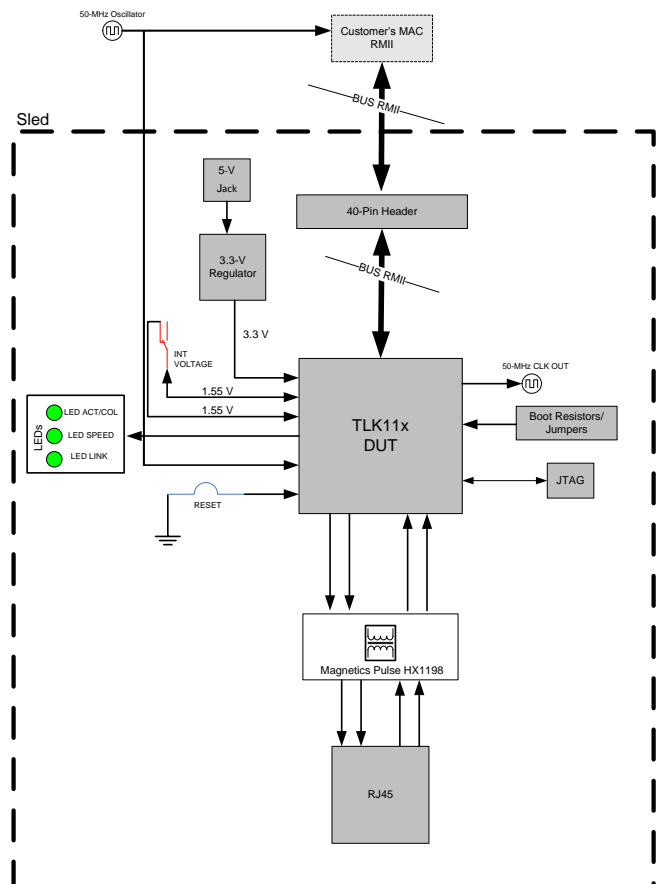 50-MHz Oscillator
Customer's MAC
RMII
BUS RMII
Sled
5-V
Jack
40-Pin Header
3.3-V
Regulator
BUS RMII
3.3 V
INT
VOLTAGE
50-MHz CLK OUT
1.55 V
1.55 V
TLK11x
DUT
Boot Resistors/
Jumpers
LEDs
LED ACT/COL
LED SPEED
LED LINK
JTAG
RESET
Magnetics Pulse HX1198
RJ45